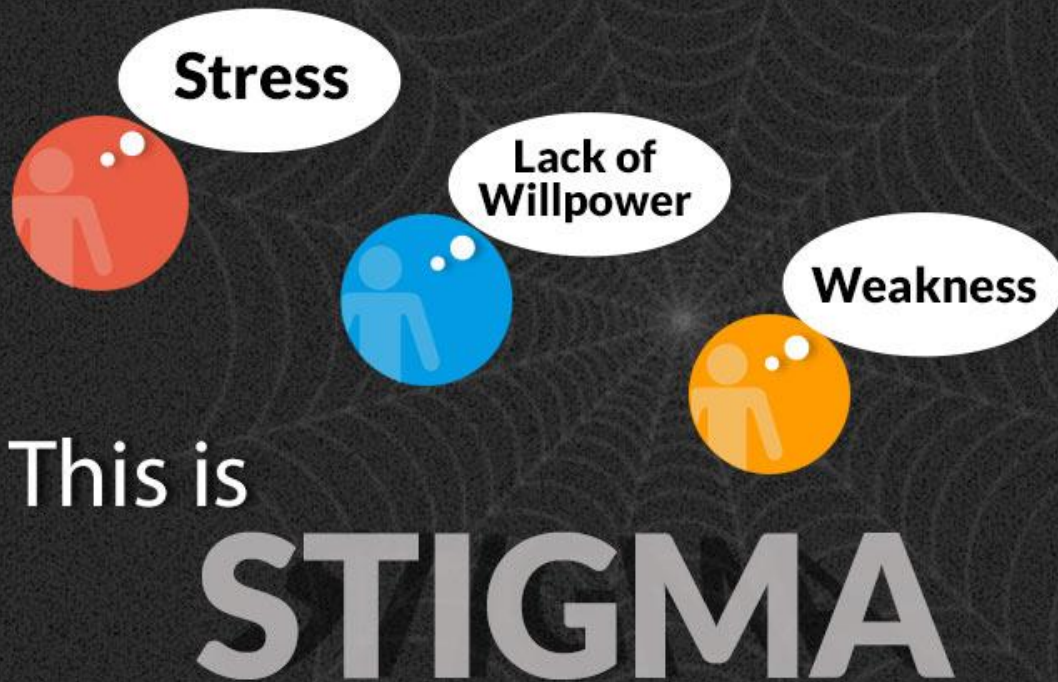 Stress
Lack of
Willpower
Weakness
This is
STIGMA